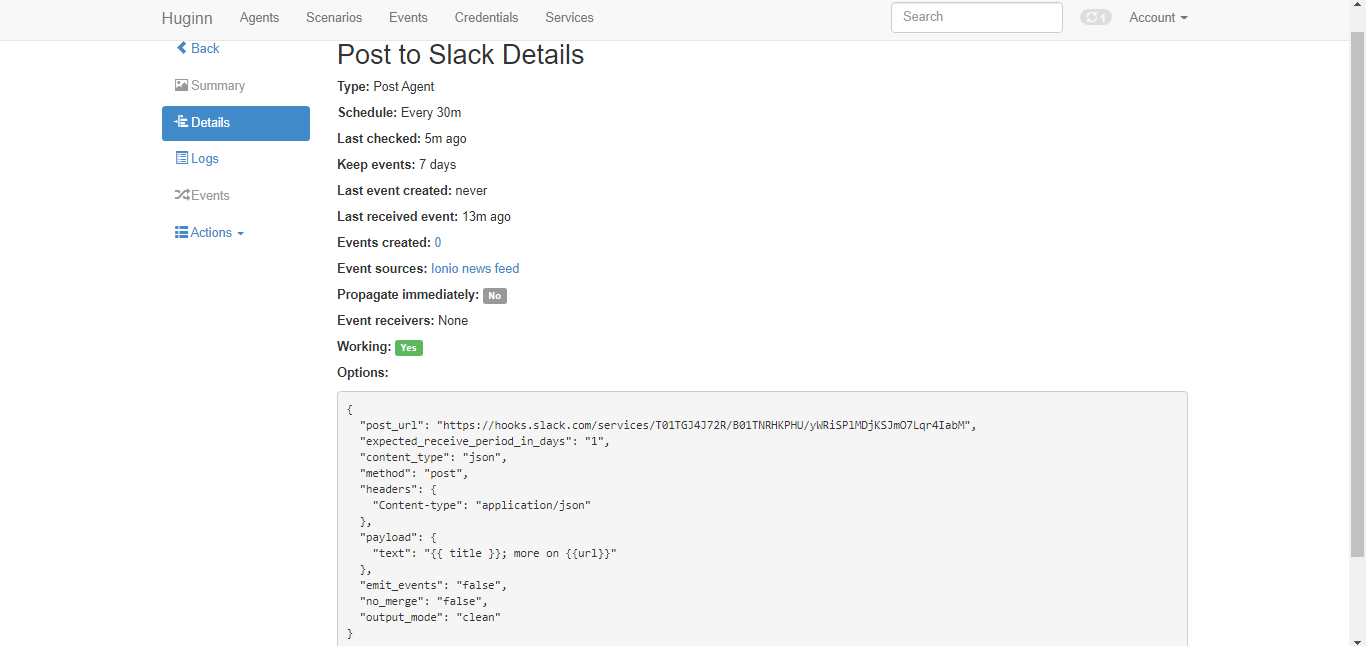 Huginn Agents Scenarios Events Credentials Services Search 1 Account
Back
Summary
Details
Logs
Events
Actions
Post to Slack Details
Type: Post Agent
Schedule: Every 30m
Last checked: 5m ago
Keep events: 7 days
Last event created: never
Last received event: 13m ago
Events created: 0
Event sources: Ionio news feed
Propagate immediately: No
Event receivers: None
Working: Yes
Options:
{
"post_url": "https://hooks.slack.com/services/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",
"expected_receive_period_in_days": "1",
"content_type": "json",
"method": "post",
"headers": {
"Content-type": "application/json"
},
"payload": {
"text": "{{ title }}; more on {{url}}"
},
"emit_events": "false",
"no_merge": "false",
"output_mode": "clean"
}